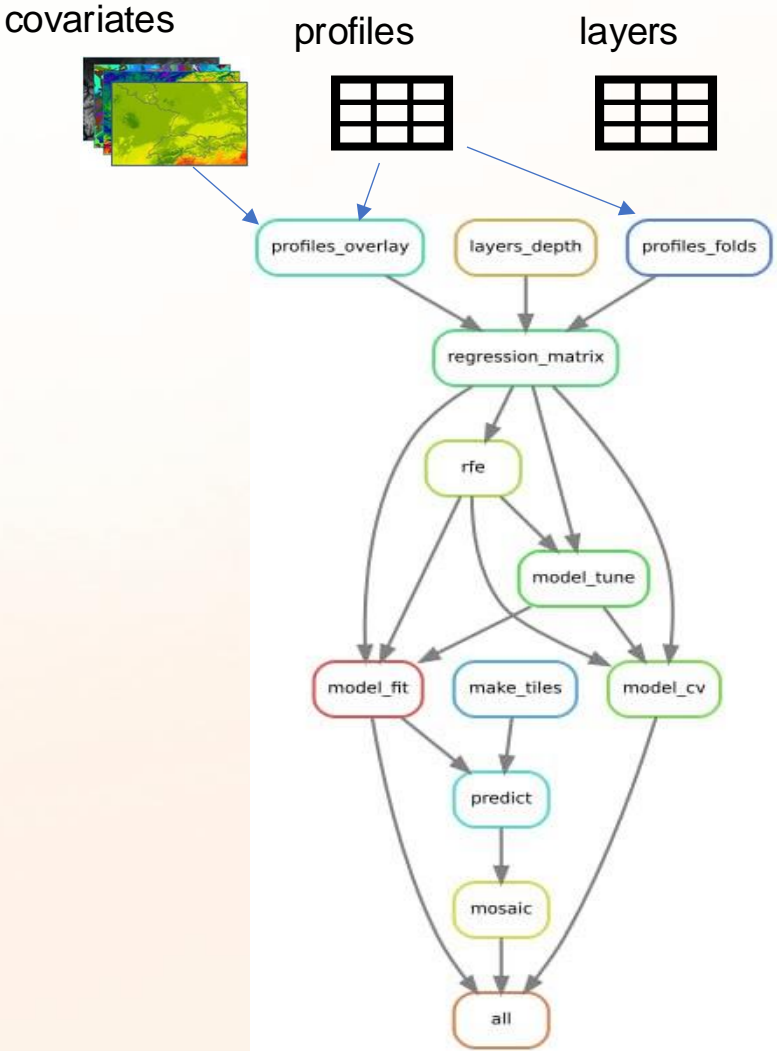 covariates
profiles
layers
profiles_overlay
layers_depth
profiles_folds
regression_matrix
rfe
model_tune
model_fit
make_tiles
model_cv
predict
mosaic
all